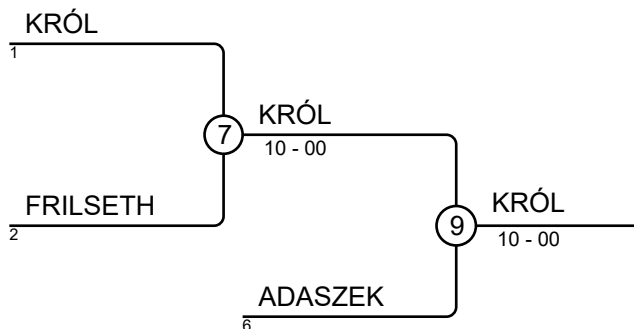 KRÓL
1
7
KRÓL
10 - 00
FRILSETH
2
9
KRÓL
10 - 00
ADASZEK
6